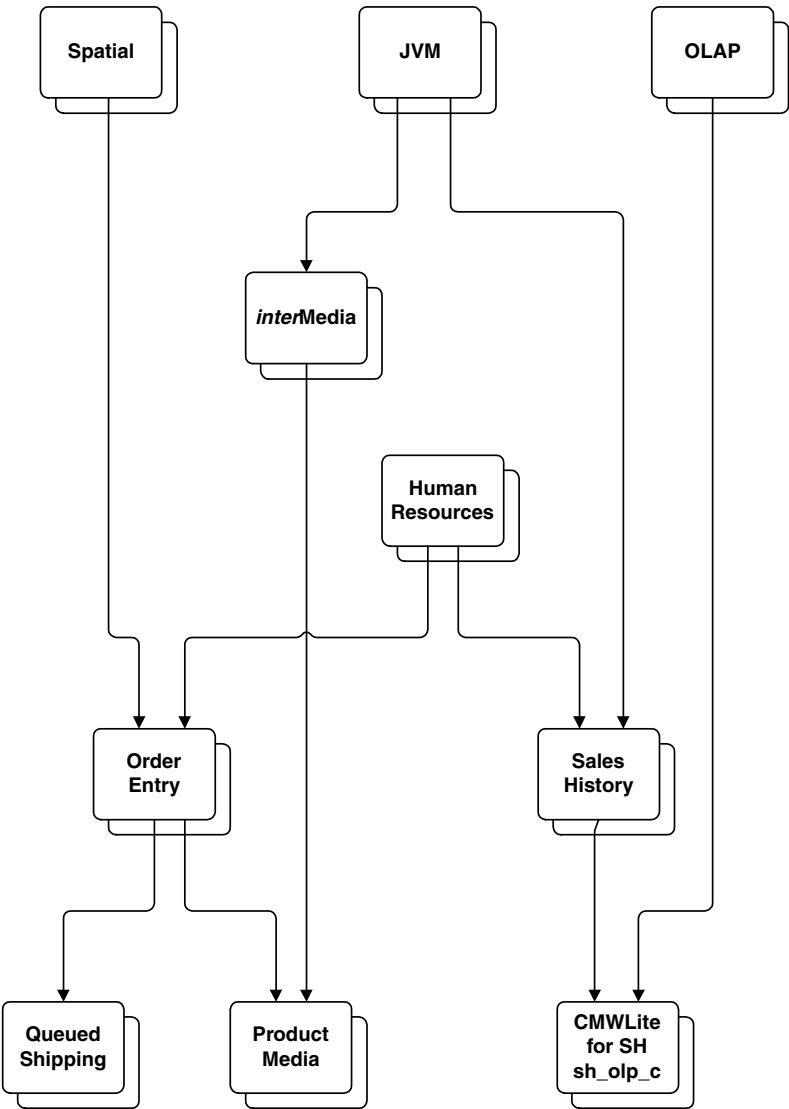 Spatial
JVM
OLAP
interMedia
Human
Resources
Order
Entry
Sales
History
Queued
Shipping
Product
Media
CMWLite
for SH
sh_olp_c